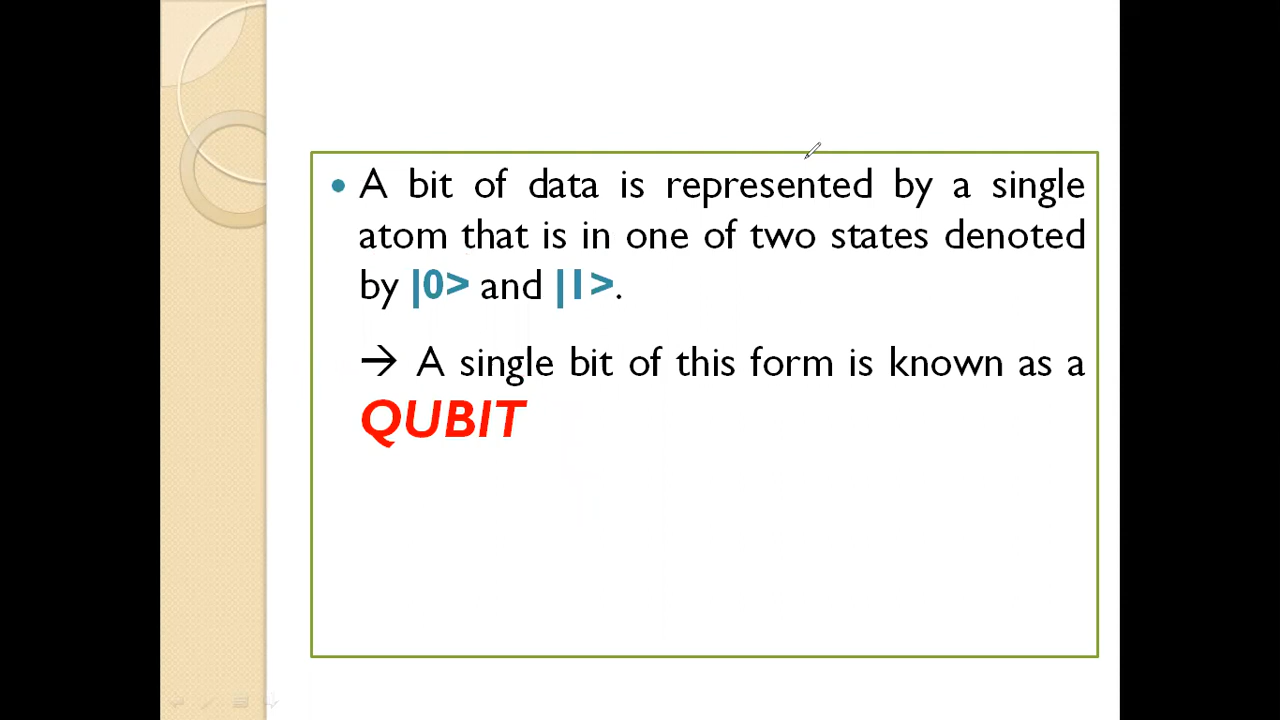 • A bit of data is represented by a single
atom that is in one of two states denoted
by |0> and |1>.
→ A single bit of this form is known as a
QUBIT